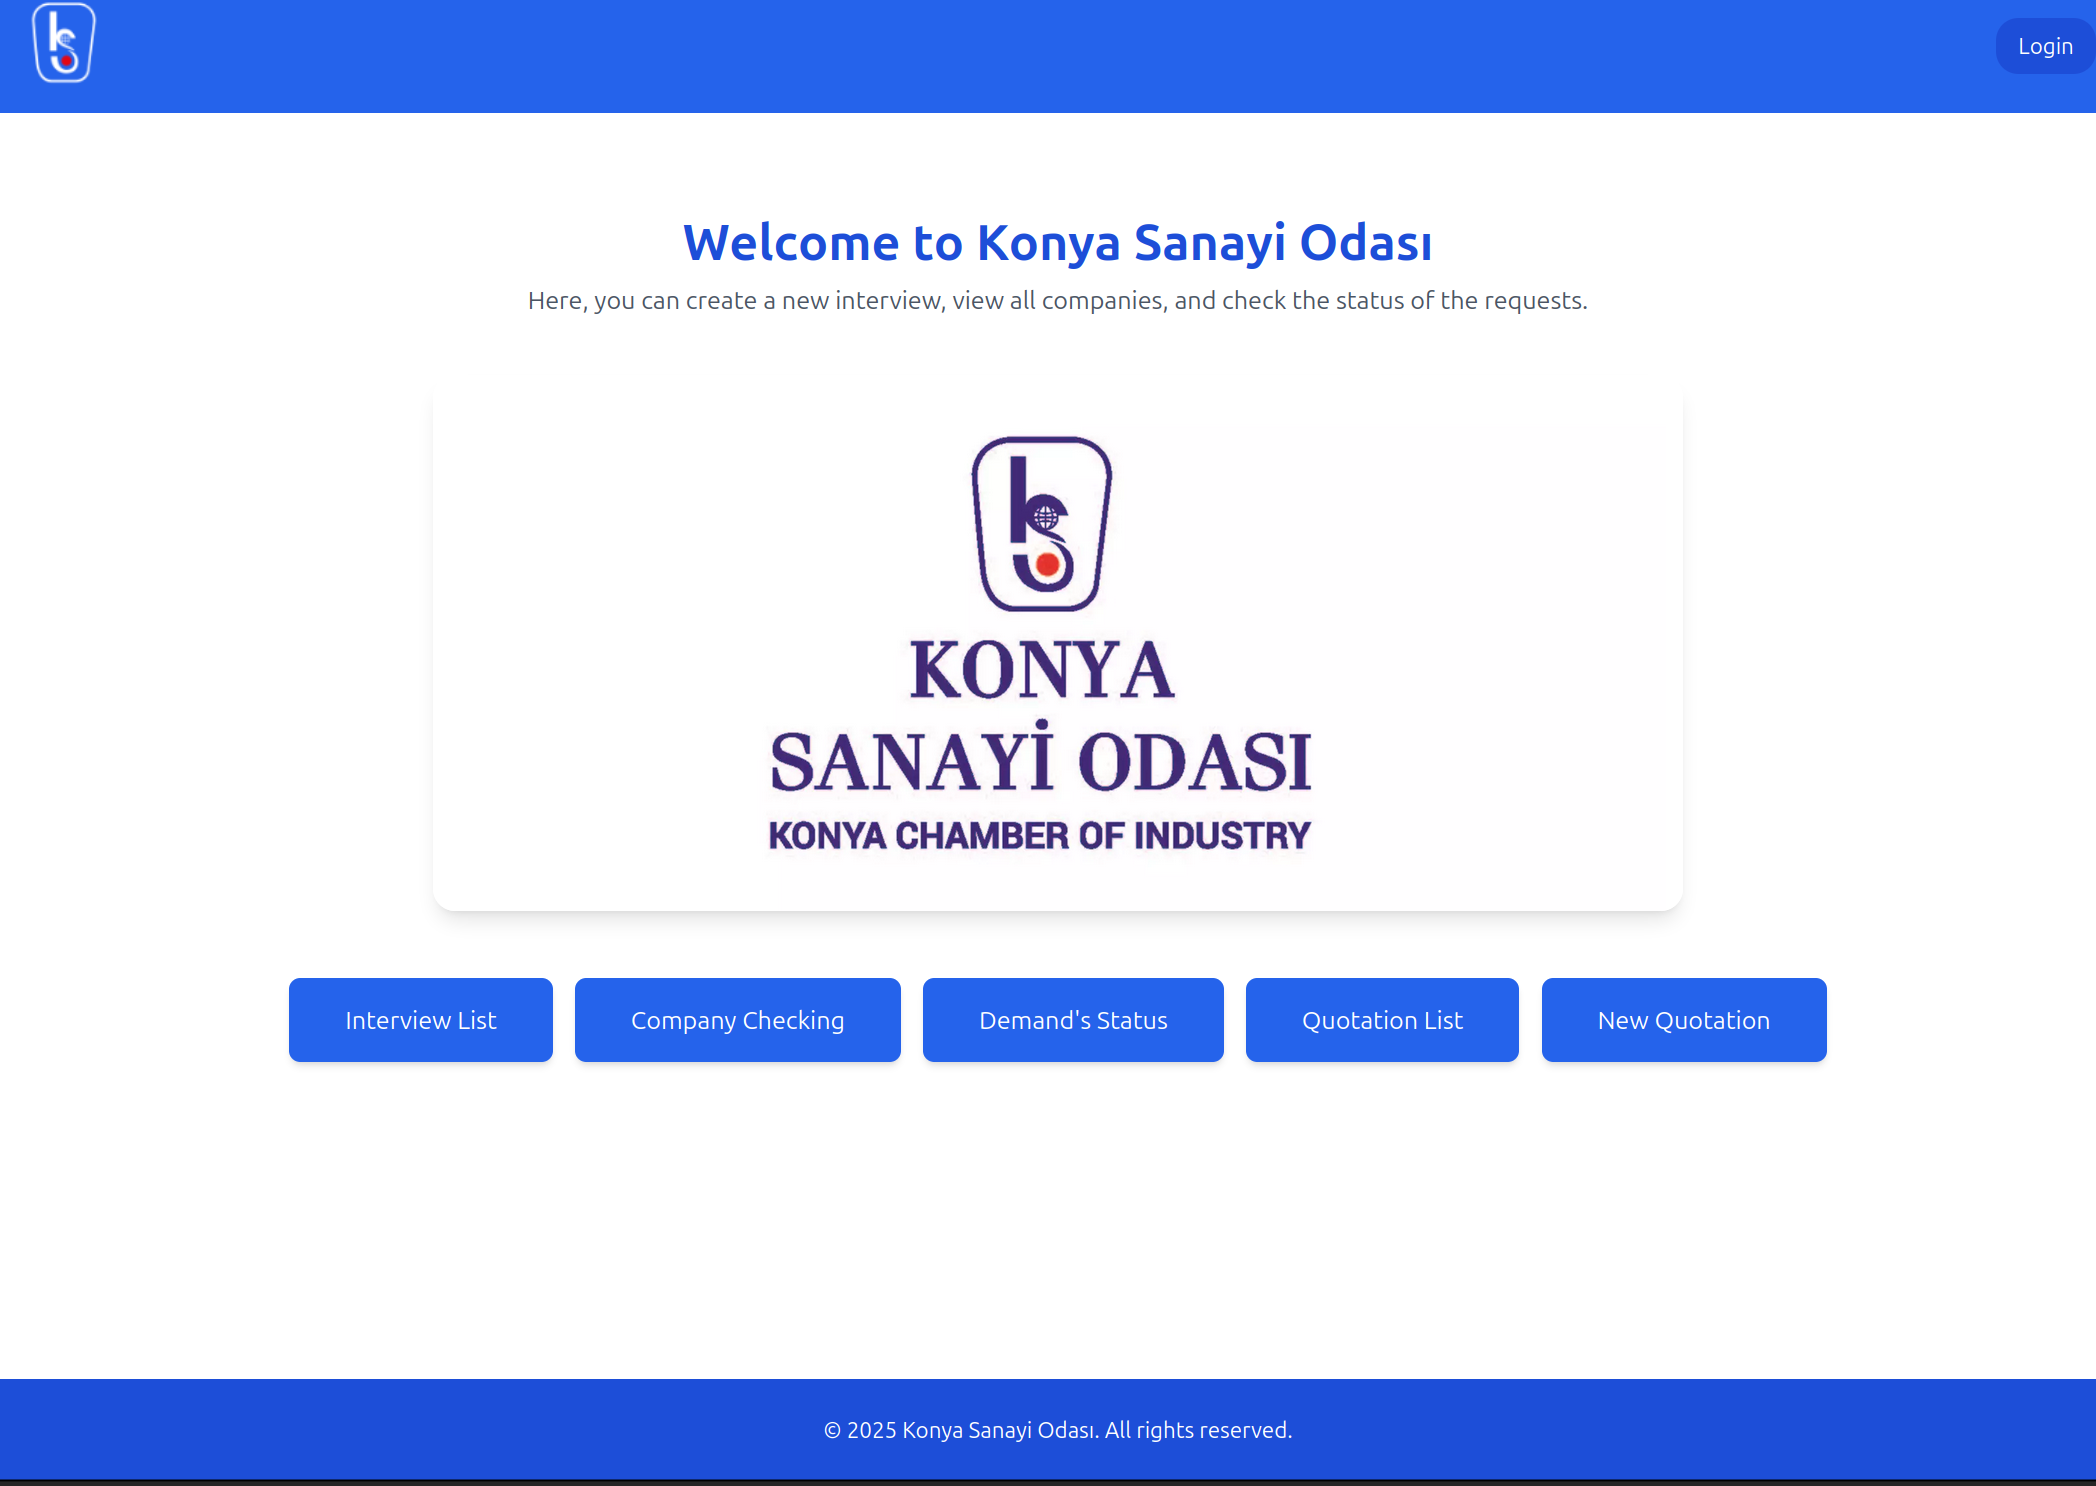 Login
Welcome to Konya Sanayi Odası
Here, you can create a new interview, view all companies, and check the status of the requests.
KONYA
SANAYİ ODASI
KONYA CHAMBER OF INDUSTRY
Interview List
Company Checking
Demand's Status
Quotation List
New Quotation
© 2025 Konya Sanayi Odası. All rights reserved.